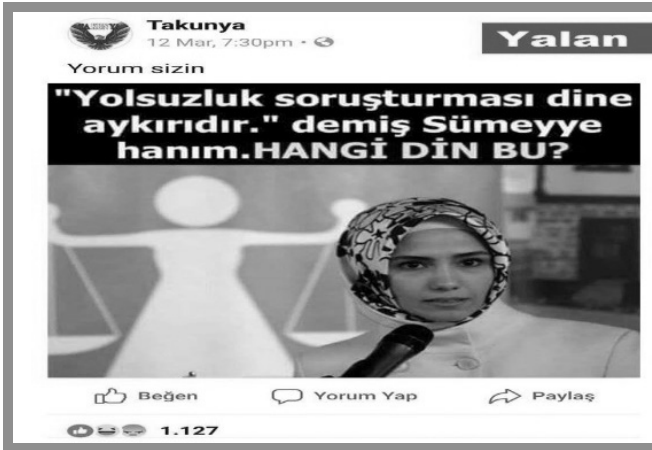 Takunya
12 Mar, 7:30pm
Yalan
Yorum sizin
"Yolsuzluk soruşturması dine
aykırıdır." demiş Sümeyye
hanım.HANGİ DİN BU?
Beğen
Yorum Yap
Paylaş
1.127